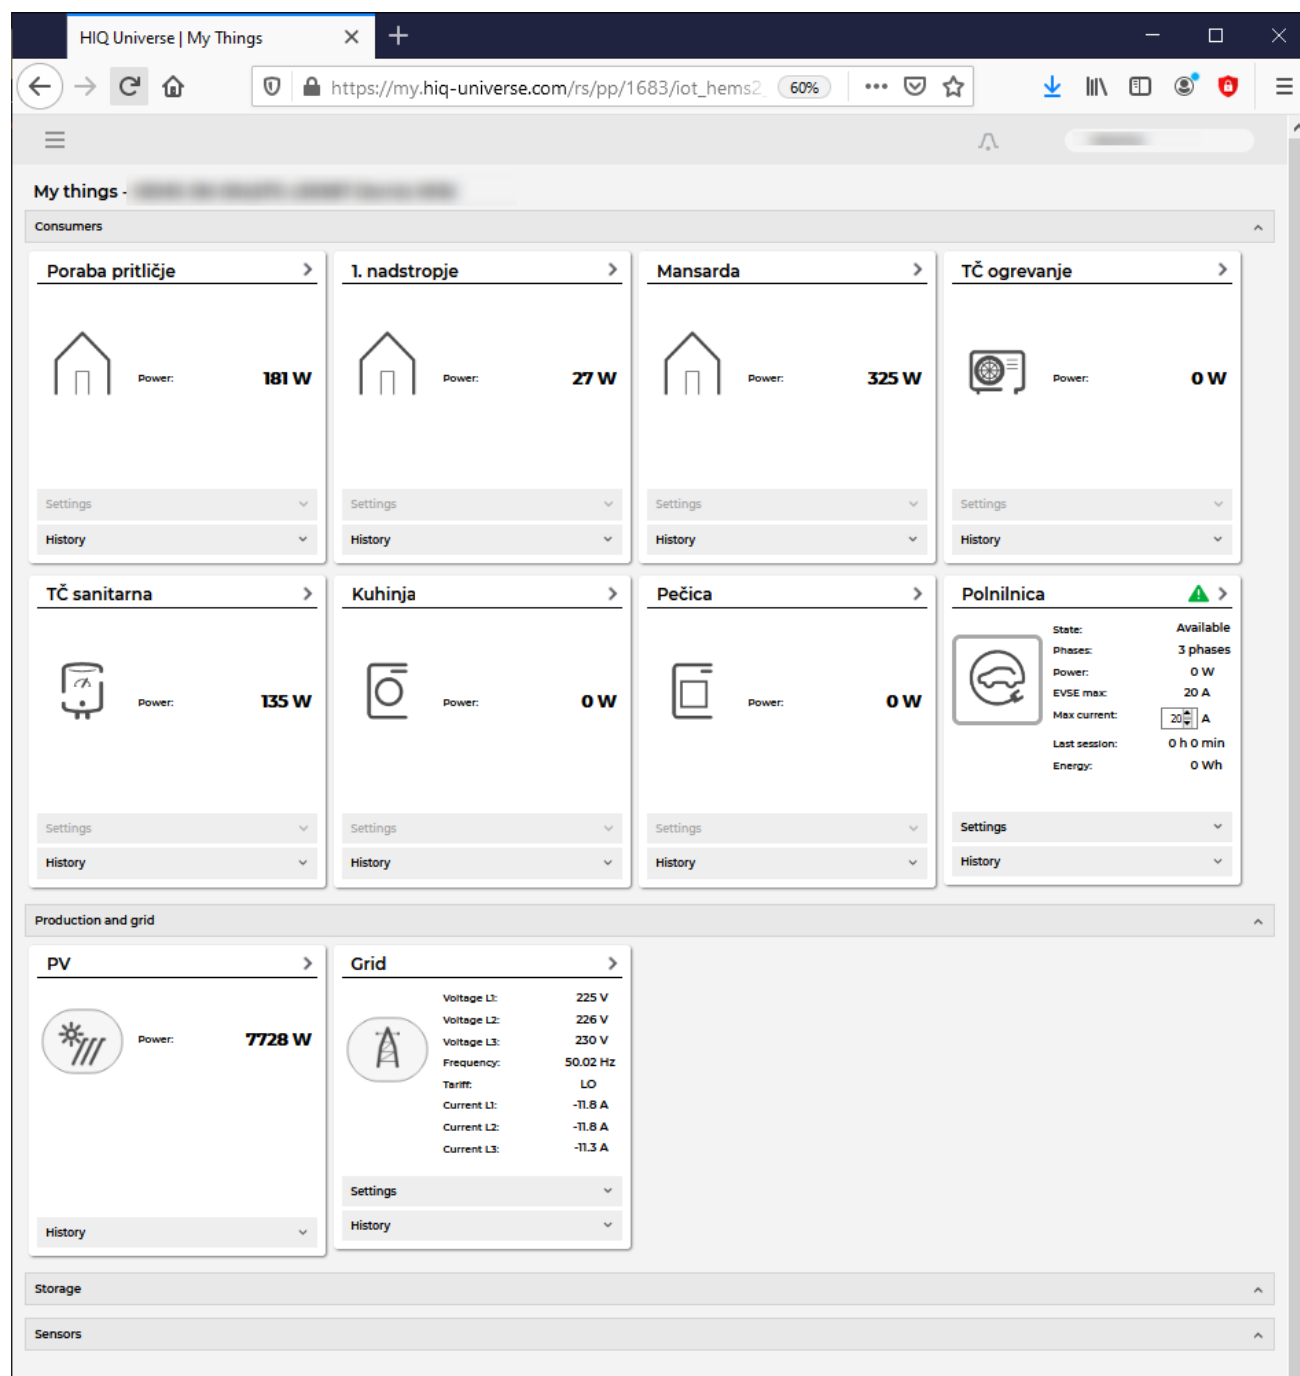 HIQ Universe | My Things
https://my.hiq-universe.com/rs/pp/1683/iot_hems2_
60%
My things -
Consumers
Poraba pritličje
Power: 181 W
Settings
History
1. nadstropje
Power: 27 W
Settings
History
Mansarda
Power: 325 W
Settings
History
TČ ogrevanje
Power: 0 W
Settings
History
TČ sanitarna
Power: 135 W
Settings
History
Kuhinja
Power: 0 W
Settings
History
Pečica
Power: 0 W
Settings
History
Polnilnica
State: Available
Phases: 3 phases
Power: 0 W
EVSE max: 20 A
Max current: 20 A
Last session: 0 h 0 min
Energy: 0 Wh
Settings
History
Production and grid
PV
Power: 7728 W
History
Grid
Voltage L1: 225 V
Voltage L2: 226 V
Voltage L3: 230 V
Frequency: 50.02 Hz
Tariff: LO
Current L1: -11.8 A
Current L2: -11.8 A
Current L3: -11.3 A
Settings
History
Storage
Sensors